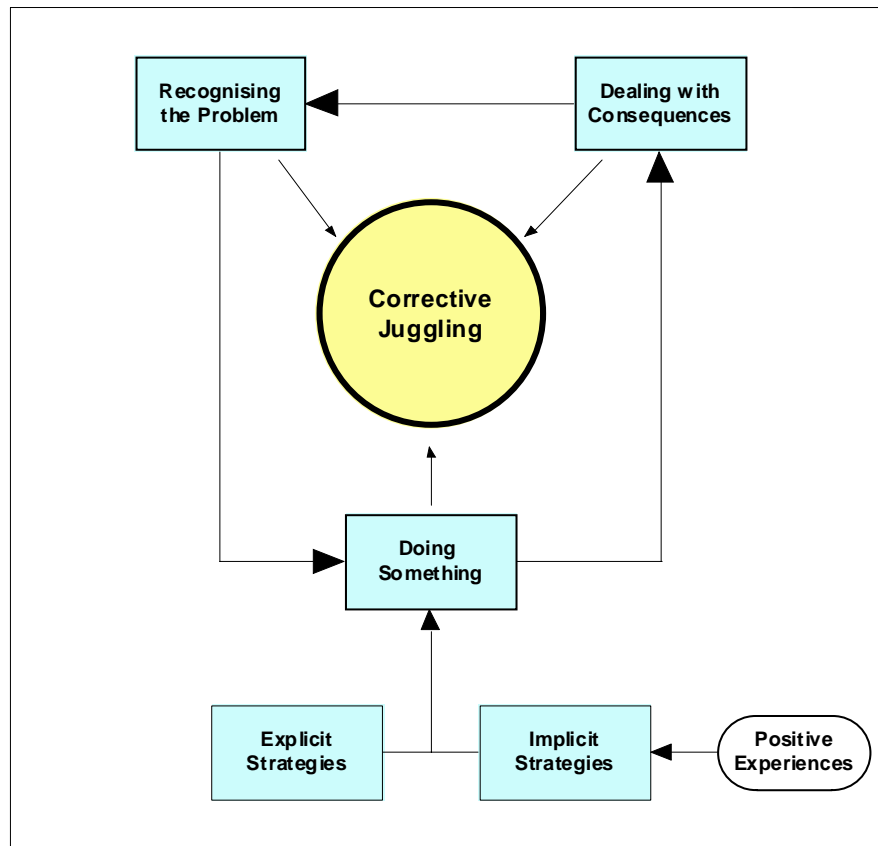 Recognising
the Problem
Dealing with
Consequences
Corrective
Juggling
Doing
Something
Explicit
Strategies
Implicit
Strategies
Positive
Experiences